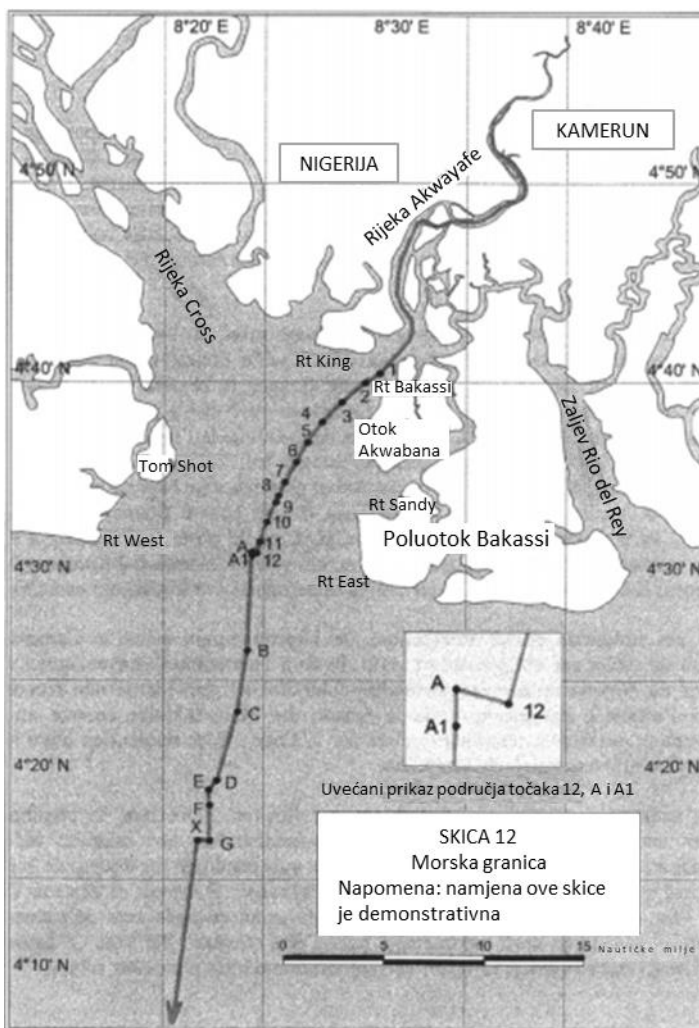 8°20' E
8°30' E
8°40' E
KAMERUN
NIGERIJA
4°50' N
4°50' N
Rijeka Akwayafe
Rijeka Cross
Rt King
1
4°40' N
4°40' N
2
Rt Bakassi
3
4
Otok
Akwabana
5
6
Tom Shot
7
8
9
Rt Sandy
Zaljev Rio del Rey
10
Rt West
Poluotok Bakassi
A
11
A1
12
4°30' N
4°30' N
Rt East
B
A
12
A1
C
4°20' N
4°20' N
E
D
F
Uvećani prikaz područja točaka 12, A i A1
X
G
SKICA 12
Morska granica
Napomena: namjena ove skice
je demonstrativna
0
5
10
15
Nautičke milje
4°10' N